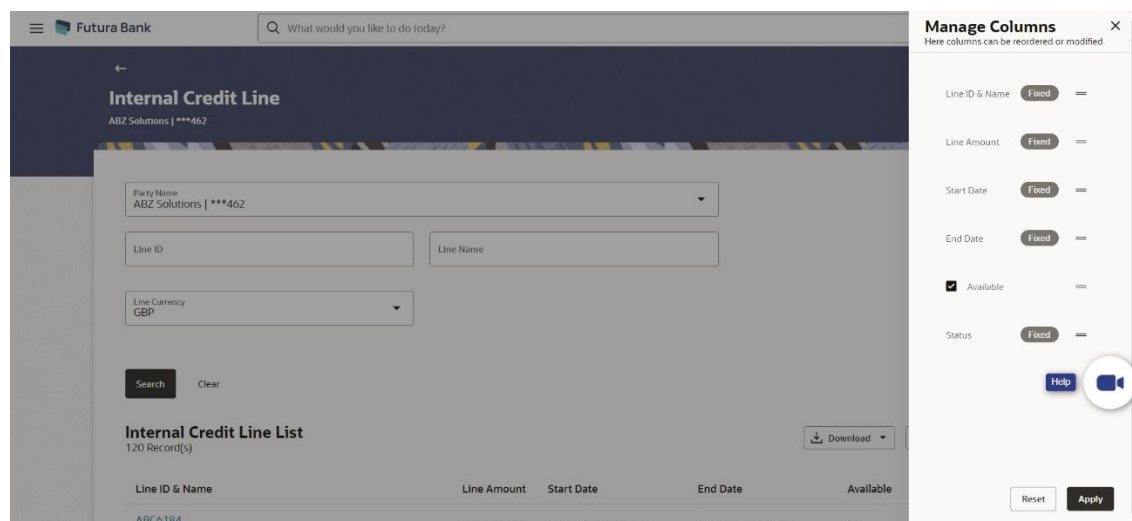 Futura Bank
What would you like to do today?
Internal Credit Line
ABZ Solutions | ***462
Party Name
ABZ Solutions | ***462
Line ID
Line Name
Line Currency
GBP
Search
Clear
Internal Credit Line List
120 Record(s)
Download
Line ID & Name
Line Amount
Start Date
End Date
Available
ABC6184
Manage Columns
Here columns can be reordered or modified
Line ID & Name Fixed
Line Amount Fixed
Start Date Fixed
End Date Fixed
Available
Status Fixed
Help
Reset
Apply